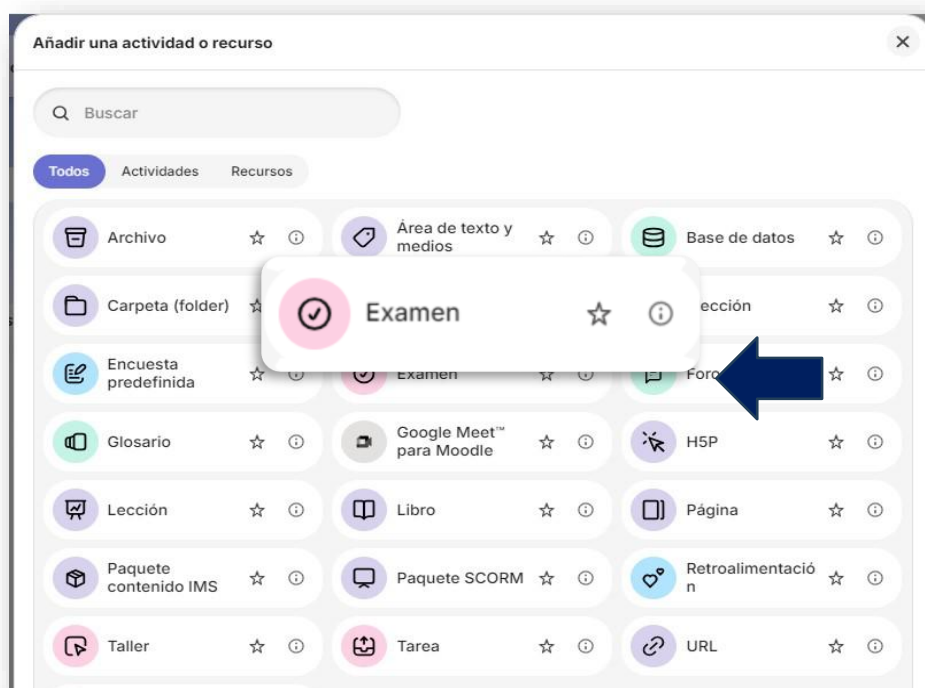 Añadir una actividad o recurso
Buscar
Todos Actividades Recursos
Archivo
Área de texto y
medios
Base de datos
Carpeta (folder)
Examen
ección
Encuesta
predefinida
Examen
Foro
Glosario
Google Meet™
para Moodle
H5P
Lección
Libro
Página
Paquete
contenido IMS
Paquete SCORM
Retroalimentació
n
Taller
Tarea
URL